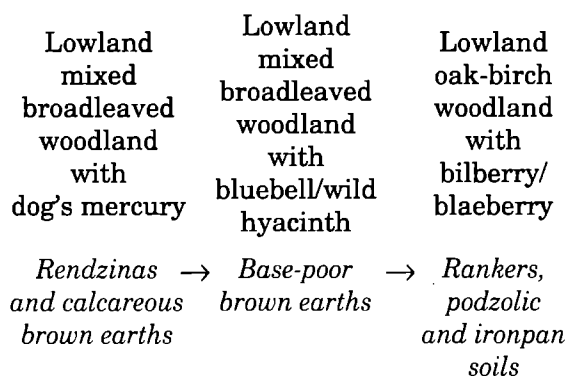 Lowland
mixed
broadleaved
woodland
with
dog's mercury
Lowland
mixed
broadleaved
woodland
with
bluebell/wild
hyacinth
Lowland
oak-birch
woodland
with
bilberry/
blaeberry
Rendzinas →
and calcareous
brown earths
Base-poor →
brown earths
Rankers,
podzolic
and ironpan
soils